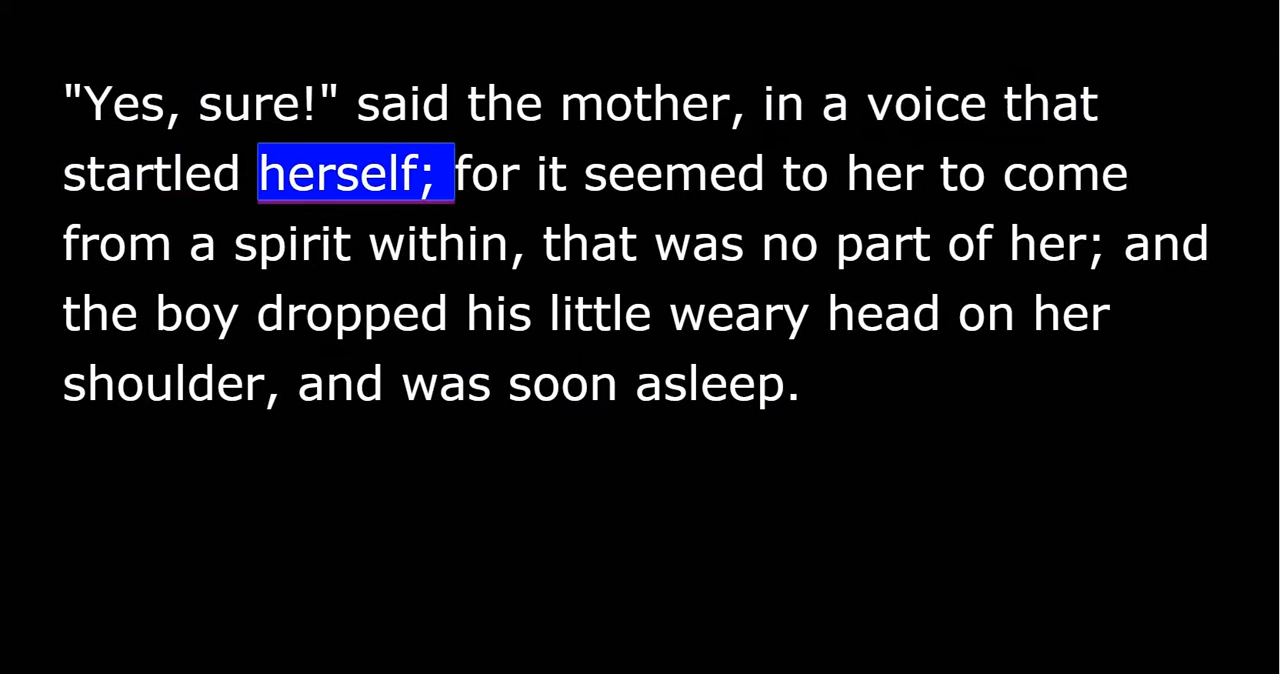 "Yes, sure!" said the mother, in a voice that
startled herself; for it seemed to her to come
from a spirit within, that was no part of her; and
the boy dropped his little weary head on her
shoulder, and was soon asleep.